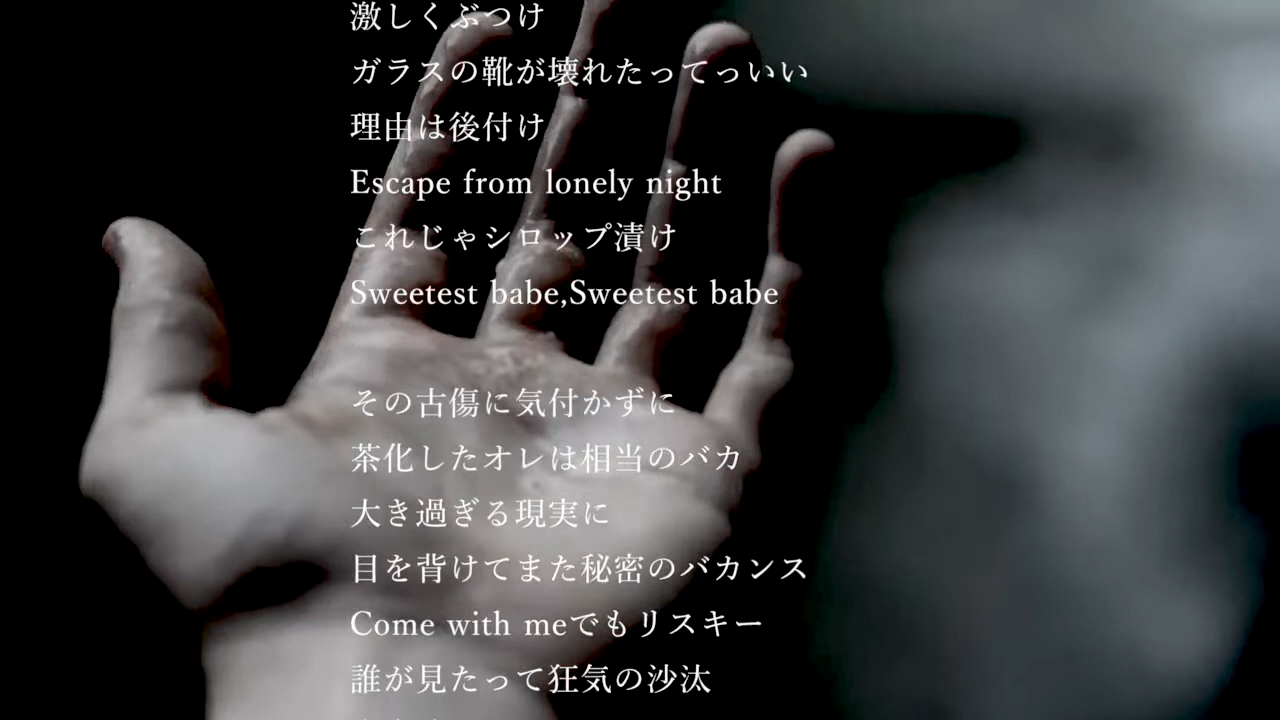 激しくぶつけ
ガラスの靴が壊れたってっいい
理由は後付け
Escape from lonely night
これじゃシロップ漬け
Sweetest babe,Sweetest babe
その古傷に気付かずに
茶化したオレは相当のバカ
大き過ぎる現実に
目を背けてまた秘密のバカンス
Come with meでもリスキー
誰が見たって狂気の沙汰